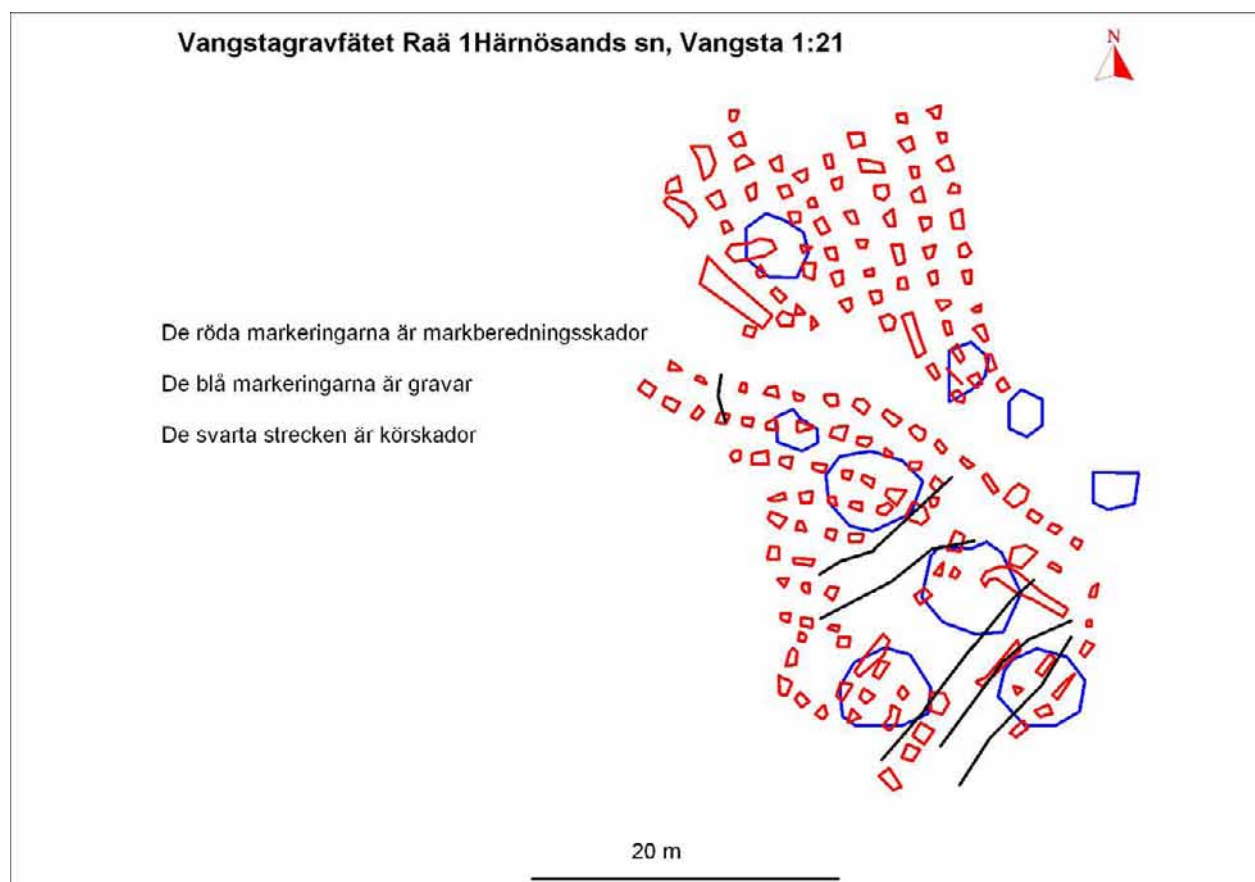 Vangstagravfätet Raä 1Härnösands sn, Vangsta 1:21
N
De röda markeringarna är markberedningsskador
De blå markeringarna är gravar
De svarta strecken är körskador
20 m